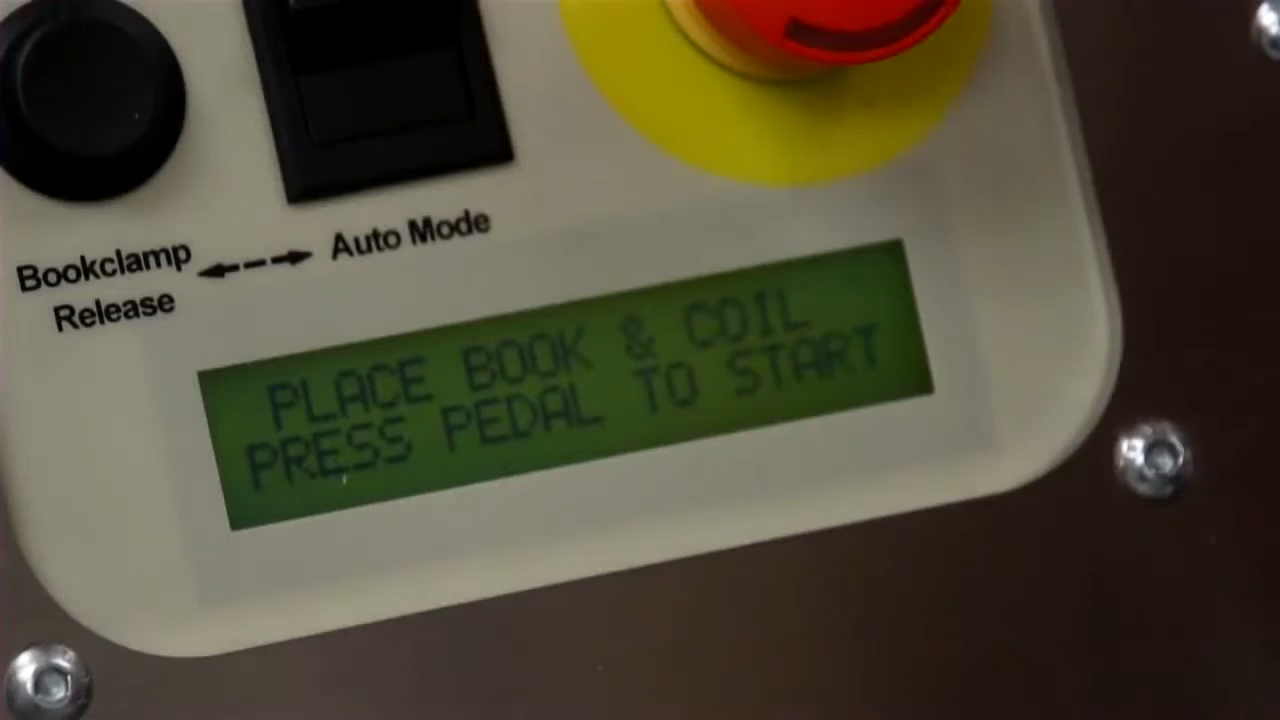 Bookclamp
Release
Auto Mode
PLACE BOOK & COIL
PRESS PEDAL TO START